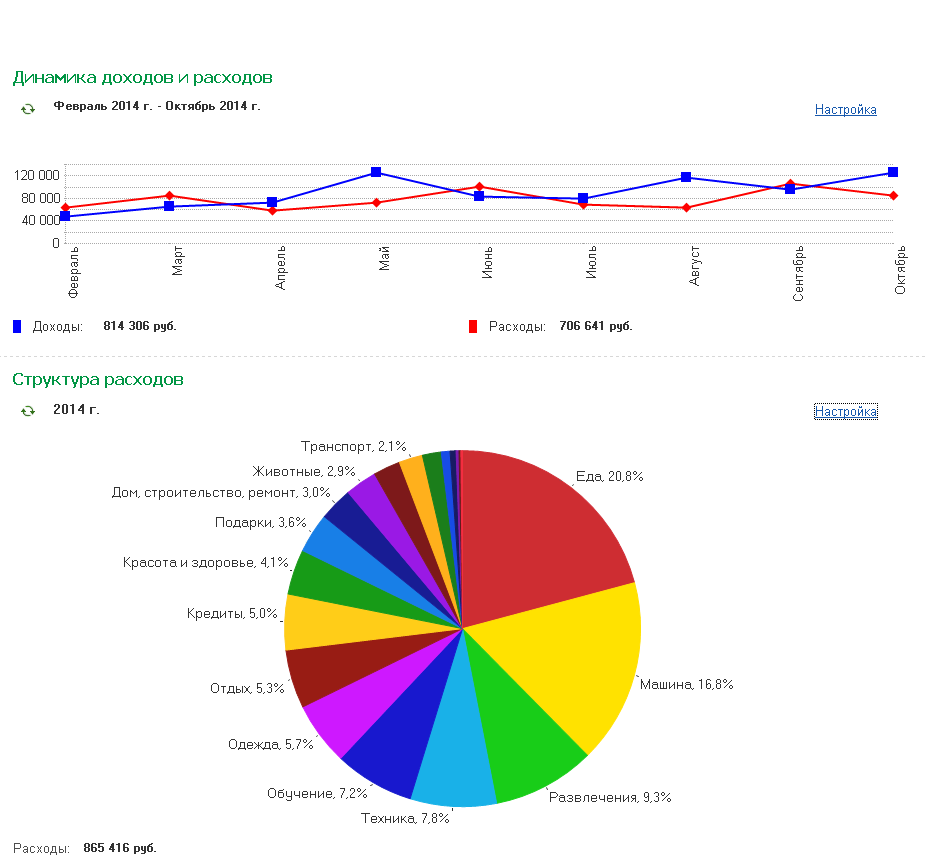 Динамика доходов и расходов
Февраль 2014 г. - Октябрь 2014 г.
Настройка
120 000
80 000
40 000
0
Февраль
Март
Апрель
Май
Июнь
Июль
Август
Сентябрь
Октябрь
Доходы: 814 306 руб.
Расходы: 706 641 руб.
Структура расходов
2014 г.
Настройка
Транспорт, 2,1%
Животные, 2,9%
Еда, 20,8%
Дом, строительство, ремонт, 3,0%
Подарки, 3,6%
Красота и здоровье, 4,1%
Кредиты, 5,0%
Отдых, 5,3%
Машина, 16,8%
Одежда, 5,7%
Обучение, 7,2%
Развлечения, 9,3%
Техника, 7,8%
Расходы: 865 416 руб.